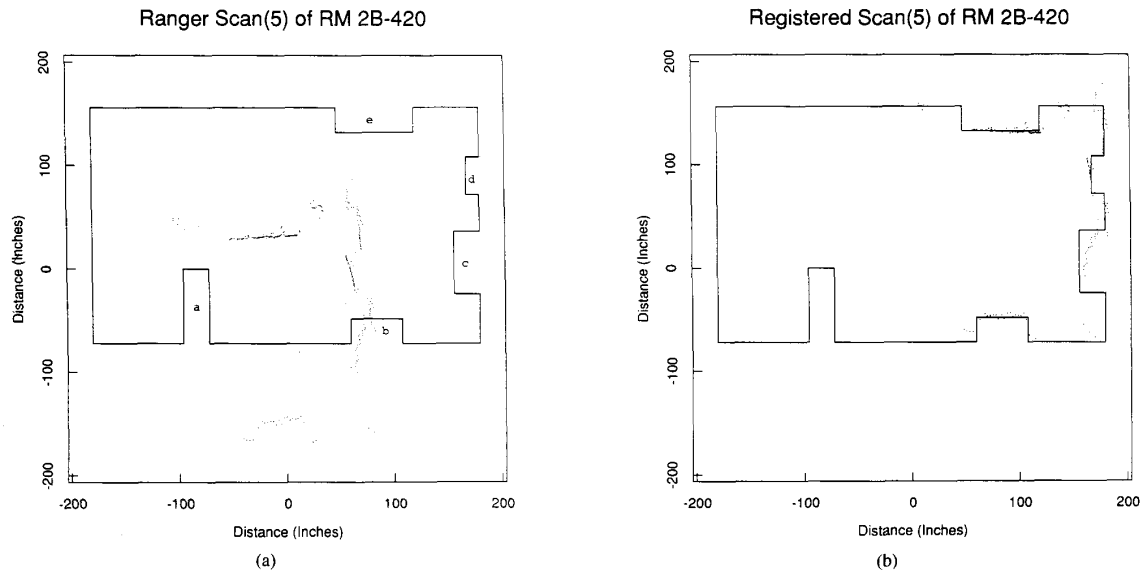 Ranger Scan(5) of RM 2B-420
200
100
0
-100
-200
Distance (Inches)
e
d
c
a
b
-200 -100 0 100 200
Distance (Inches)
(a)
Registered Scan(5) of RM 2B-420
200
100
0
-100
-200
Distance (Inches)
-200 -100 0 100 200
Distance (Inches)
(b)